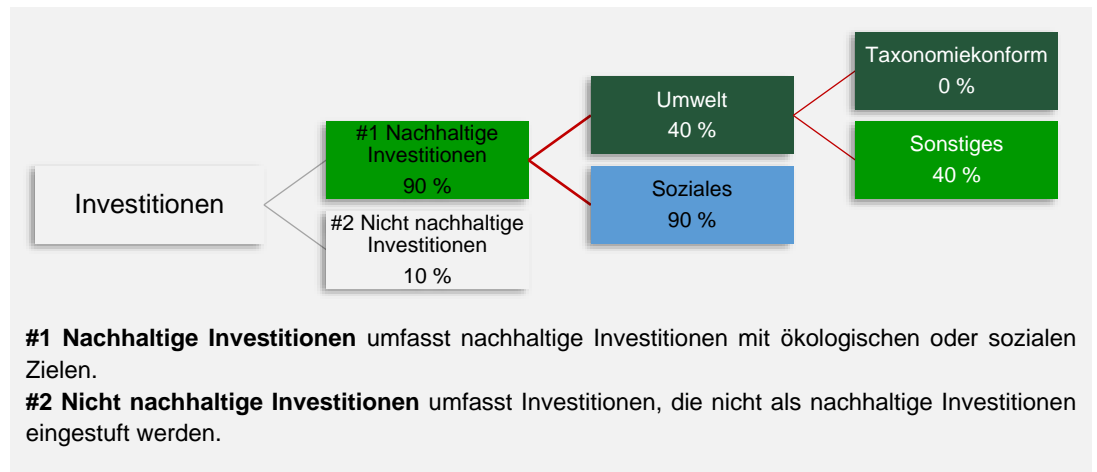 Investitionen
#1 Nachhaltige
Investitionen
90 %
#2 Nicht nachhaltige
Investitionen
10 %
Umwelt
40 %
Soziales
90 %
Taxonomiekonform
0 %
Sonstiges
40 %
#1 Nachhaltige Investitionen umfasst nachhaltige Investitionen mit ökologischen oder sozialen
Zielen.
#2 Nicht nachhaltige Investitionen umfasst Investitionen, die nicht als nachhaltige Investitionen
eingestuft werden.